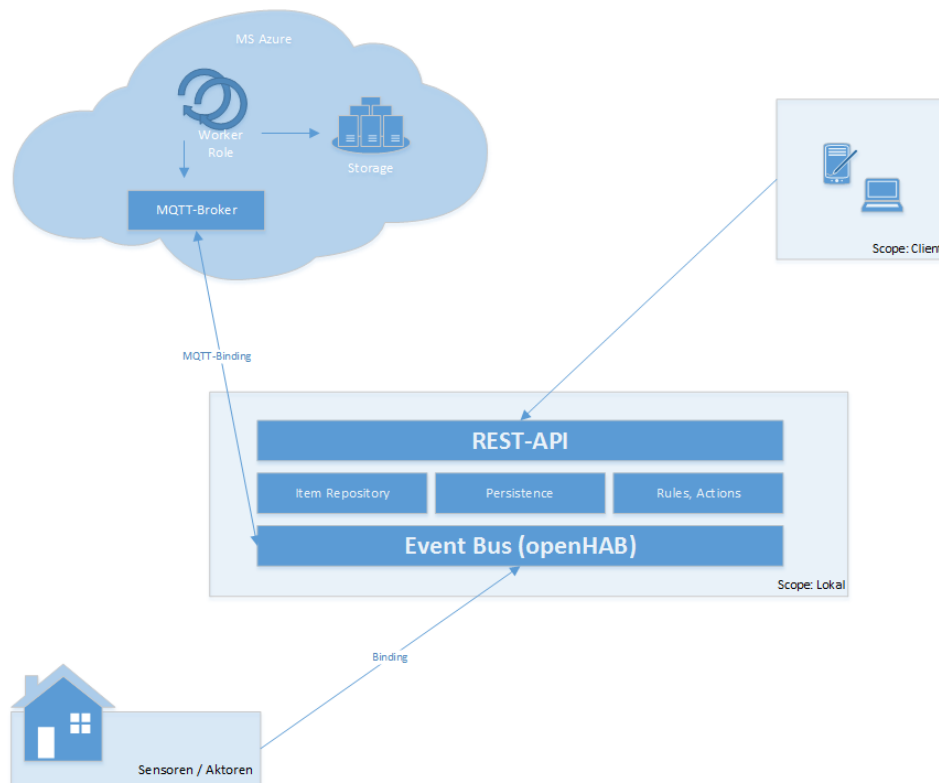 MS Azure
Worker
Role
Storage
MQTT-Broker
Scope: Client
MQTT-Binding
REST-API
Item Repository
Persistence
Rules, Actions
Event Bus (openHAB)
Scope: Lokal
Binding
Sensoren / Aktoren